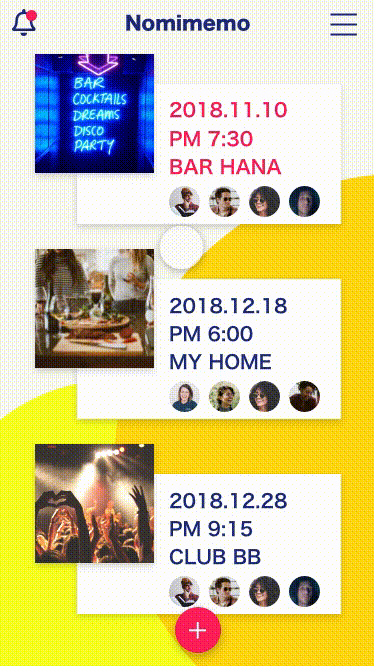 Nomimemo
BAR
COCKTAILS
DREAMS
DISCO
PARTY
2018.11.10
PM 7:30
BAR HANA
2018.12.18
PM 6:00
MY HOME
2018.12.28
PM 9:15
CLUB BB